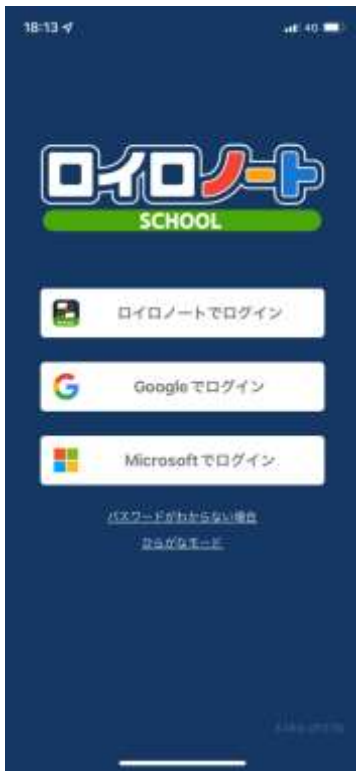 18:13
4G
ロイロノート
SCHOOL
ロイロノートでログイン
Googleでログイン
Microsoftでログイン
パスワードがわからない場合
ひらがなモード